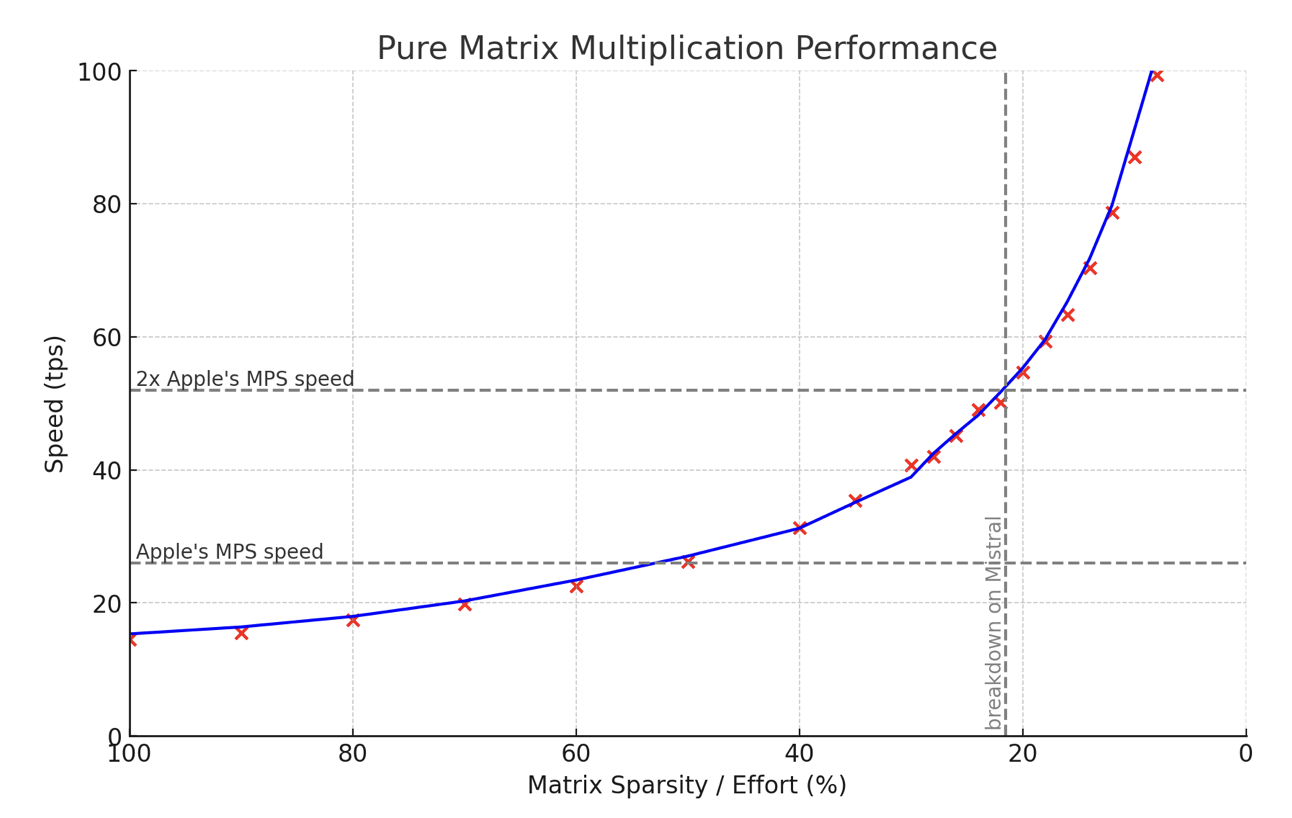 Pure Matrix Multiplication Performance
100
80
60
40
20
0
Speed (tps)
2x Apple's MPS speed
Apple's MPS speed
breakdown on Mistral
100
80
60
40
20
0
Matrix Sparsity / Effort (%)